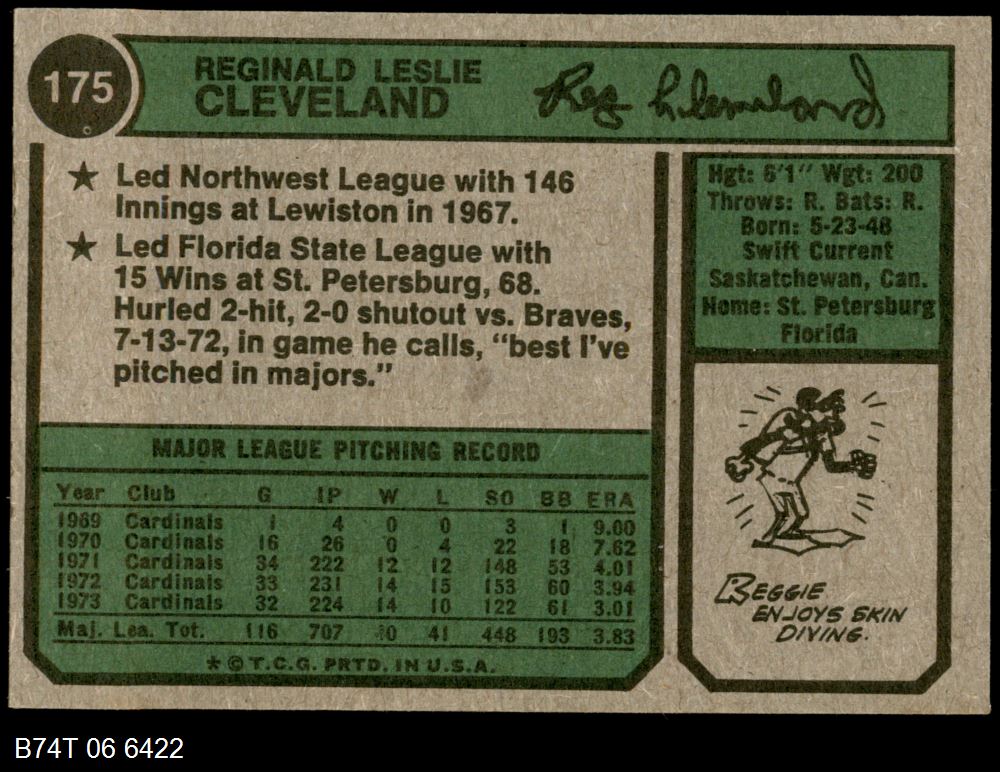 175
REGINALD LESLIE
CLEVELAND
Reg Cleveland
★ Led Northwest League with 146
Innings at Lewiston in 1967.
★ Led Florida State League with
15 Wins at St. Petersburg, 68.
Hurled 2-hit, 2-0 shutout vs. Braves,
7-13-72, in game he calls, "best I've
pitched in majors."
Hgt: 6'1" Wgt: 200
Throws: R. Bats: R.
Born: 5-23-48
Swift Current
Saskatchewan, Can.
Home: St. Petersburg
Florida
MAJOR LEAGUE PITCHING RECORD
Year Club G IP W L SO BB ERA
1969 Cardinals 1 4 0 0 3 1 9.00
1970 Cardinals 16 26 0 4 22 18 7.62
1971 Cardinals 34 222 12 12 148 53 4.01
1972 Cardinals 33 231 14 15 153 60 3.94
1973 Cardinals 32 224 14 10 122 61 3.01
Maj. Lea. Tot. 116 707 40 41 448 193 3.83
★ © T.C.G. PRTD. IN U.S.A.
REGGIE
ENJOYS SKIN
DIVING.
B74T 06 6422